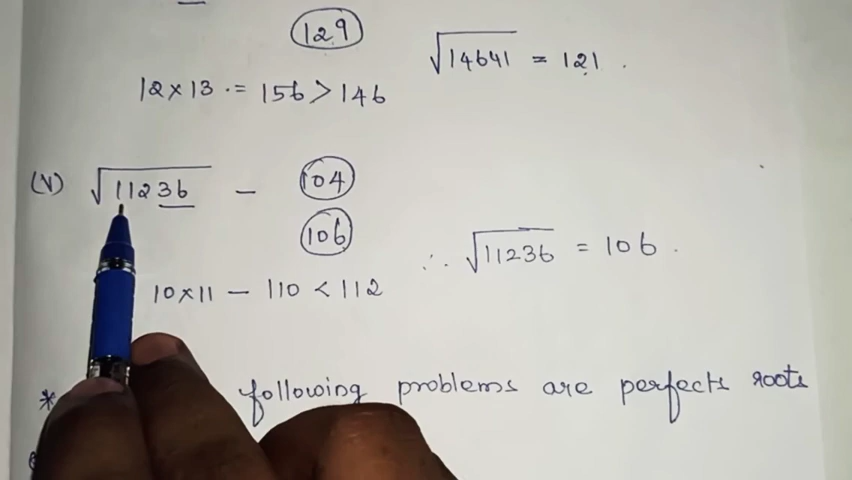 129
√14641 = 121.
12 × 13 = 156 > 146
(V) √11236 – 104
106
∴ √11236 = 106.
10 × 11 – 110 < 112
* following problems are perfects roots